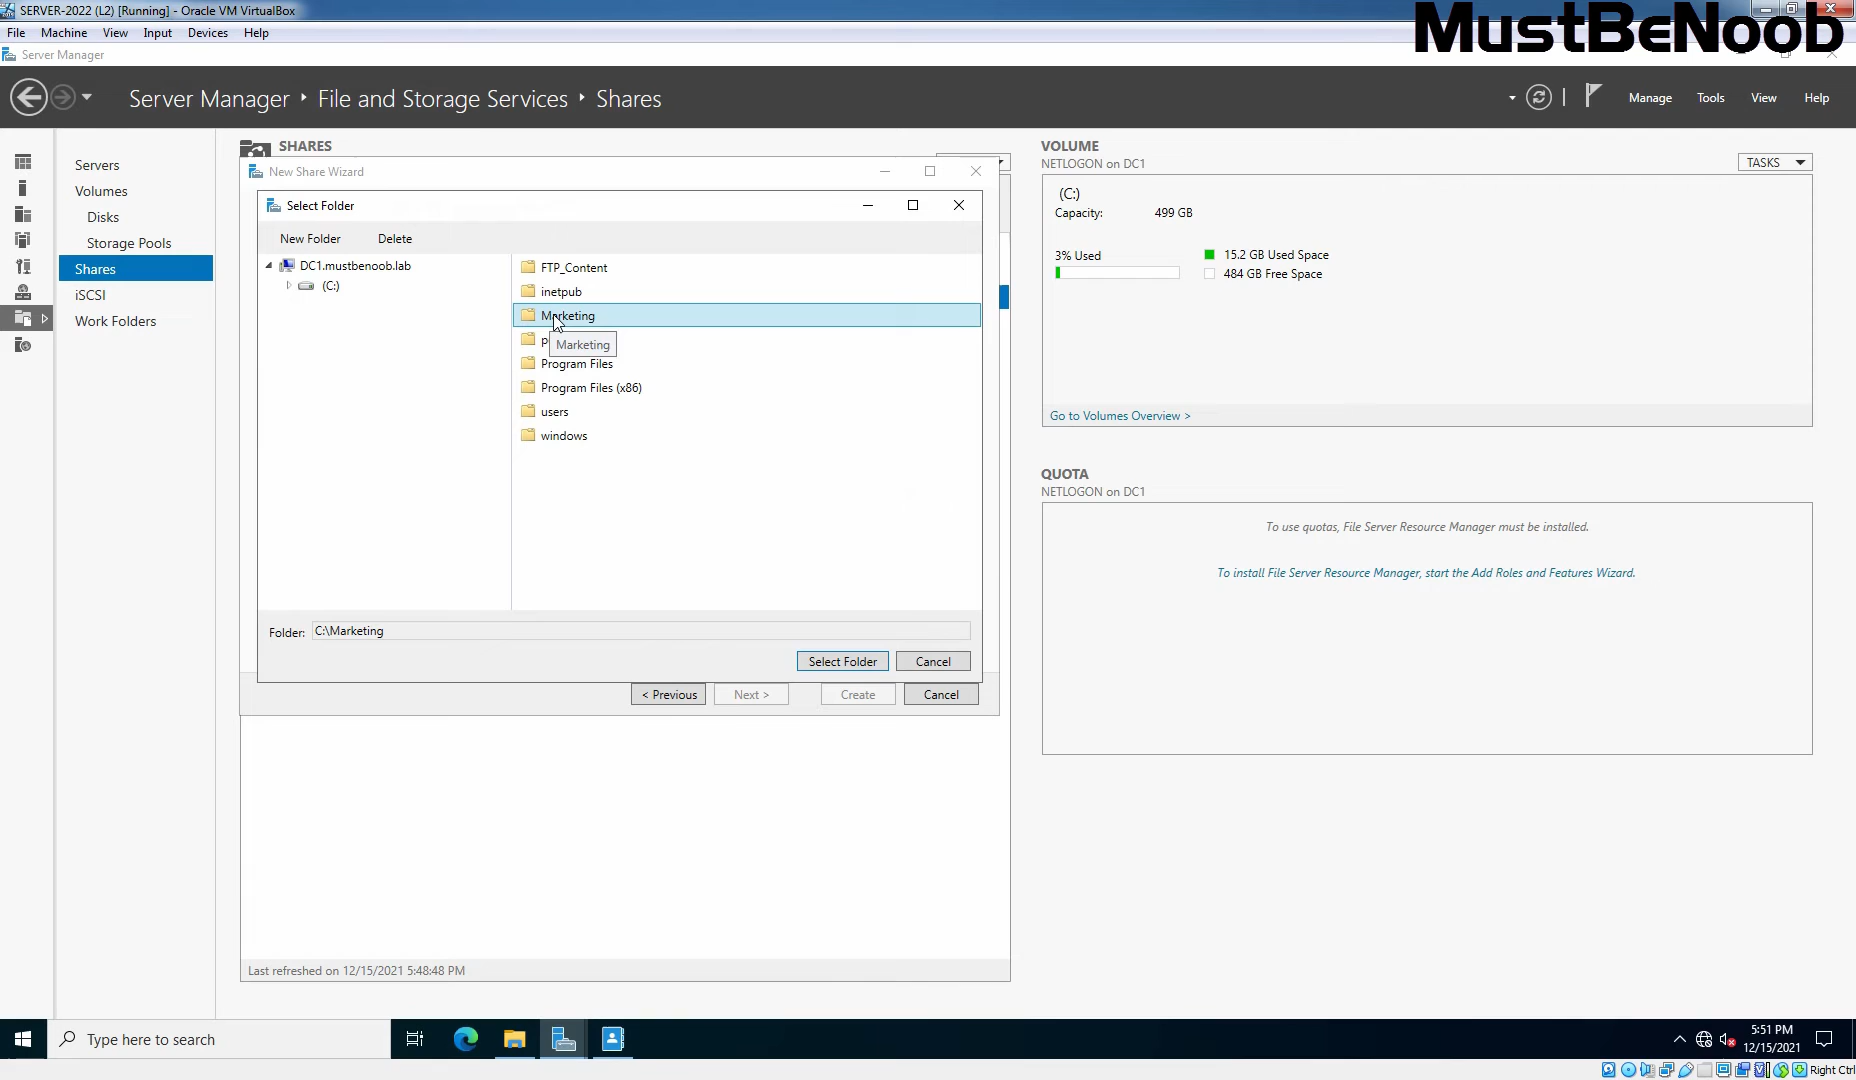 SERVER-2022 (L2) [Running] - Oracle VM VirtualBox
MustBeNoob
File Machine View Input Devices Help
Server Manager
Server Manager File and Storage Services Shares
Manage Tools View Help
Servers
Volumes
Disks
Storage Pools
Shares
iSCSI
Work Folders
SHARES
New Share Wizard
Select Folder
New Folder Delete
DC1.mustbenoob.lab
(C:)
FTP_Content
inetpub
Marketing
Marketing
Program Files
Program Files (x86)
users
windows
Folder: C:\Marketing
Select Folder Cancel
< Previous Next > Create Cancel
Last refreshed on 12/15/2021 5:48:48 PM
VOLUME
NETLOGON on DC1
TASKS
(C:)
Capacity: 499 GB
3% Used
15.2 GB Used Space
484 GB Free Space
Go to Volumes Overview >
QUOTA
NETLOGON on DC1
To use quotas, File Server Resource Manager must be installed.
To install File Server Resource Manager, start the Add Roles and Features Wizard.
Type here to search
5:51 PM
12/15/2021
Right Ctrl